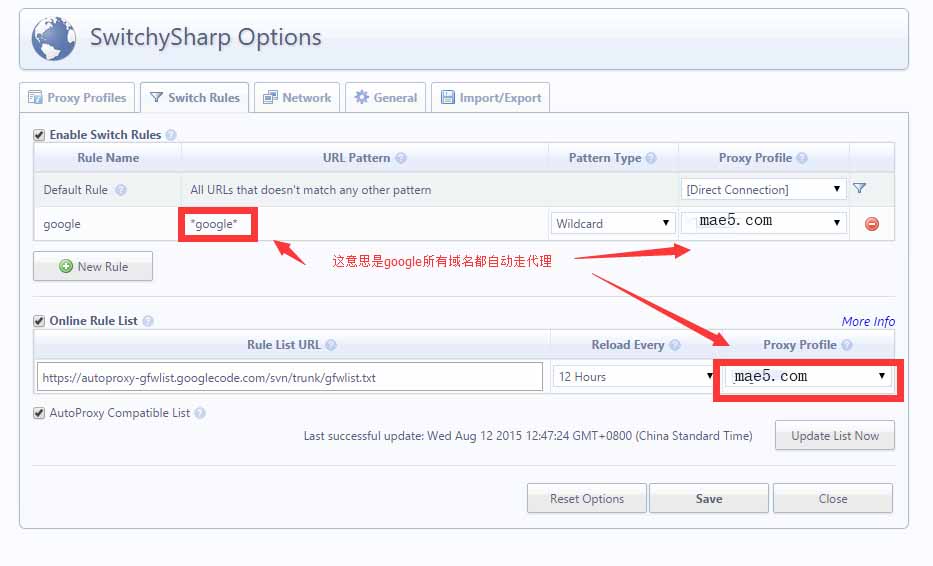 SwitchySharp Options
Proxy Profiles Switch Rules Network General Import/Export
Enable Switch Rules ?
Rule Name URL Pattern ? Pattern Type ? Proxy Profile ?
Default Rule ? All URLs that doesn't match any other pattern [Direct Connection]
google *google* Wildcard mae5.com
这意思是google所有域名都自动走代理
New Rule
Online Rule List ? More Info
Rule List URL ? Reload Every ? Proxy Profile ?
https://autoproxy-gfwlist.googlecode.com/svn/trunk/gfwlist.txt 12 Hours mae5.com
AutoProxy Compatible List ?
Last successful update: Wed Aug 12 2015 12:47:24 GMT+0800 (China Standard Time) Update List Now
Reset Options Save Close